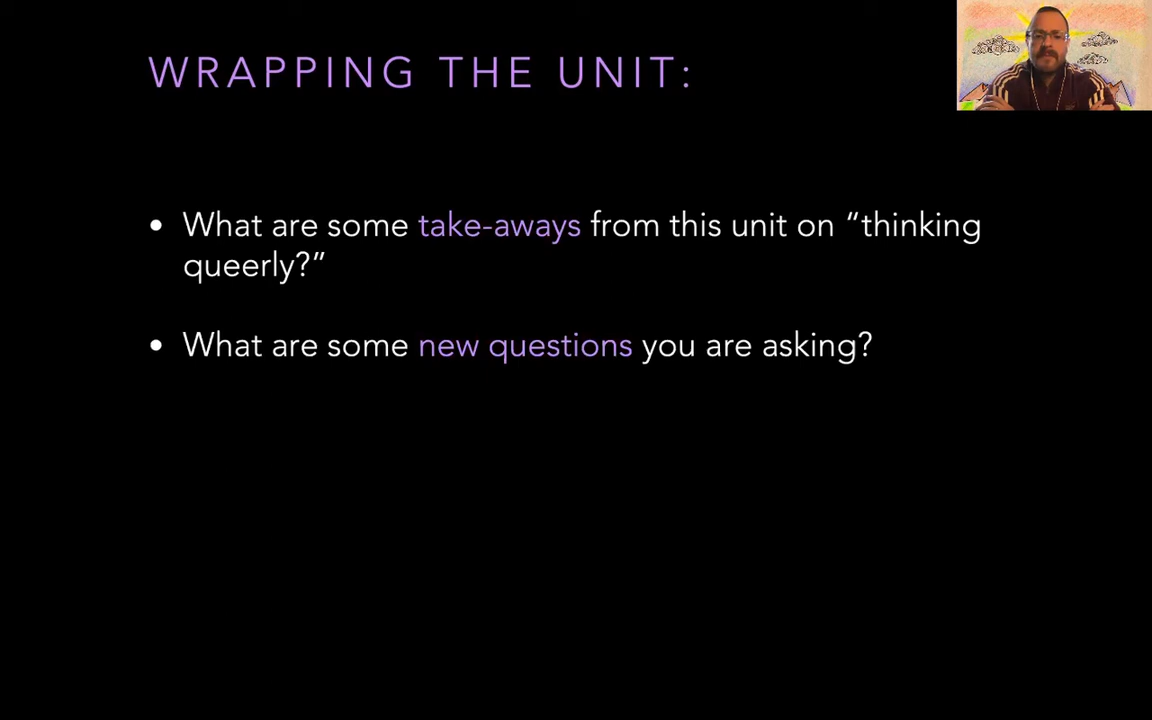 WRAPPING THE UNIT:
• What are some take-aways from this unit on “thinking
queerly?”
• What are some new questions you are asking?